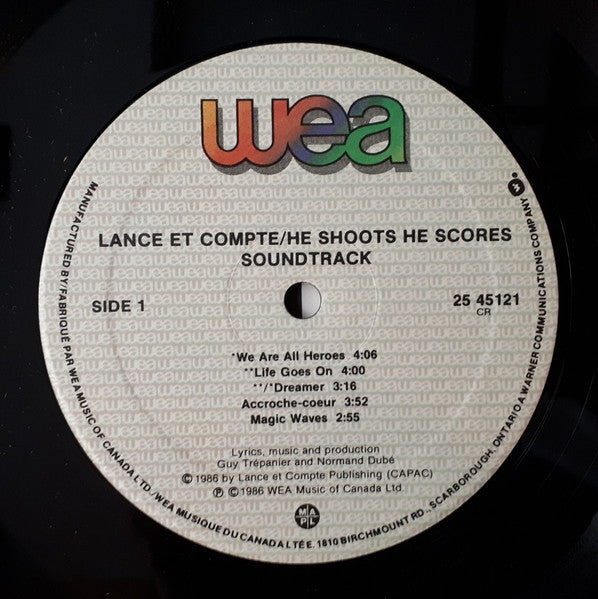 wea
LANCE ET COMPTE/HE SHOOTS HE SCORES
SOUNDTRACK
SIDE 1
25 45121
CR
*We Are All Heroes 4:06
**Life Goes On 4:00
**/*Dreamer 3:16
Accroche-coeur 3:52
Magic Waves 2:55
Lyrics, music and production
Guy Trépanier and Normand Dubé
©1986 by Lance et Compte Publishing (CAPAC)
℗ ©1986 WEA Music of Canada Ltd.
M A P L
MANUFACTURED BY/FABRIQUÉ PAR WEA MUSIC OF CANADA LTD./WEA MUSIQUE DU CANADA LTÉE. 1810 BIRCHMOUNT RD., SCARBOROUGH, ONTARIO A WARNER COMMUNICATIONS COMPANY